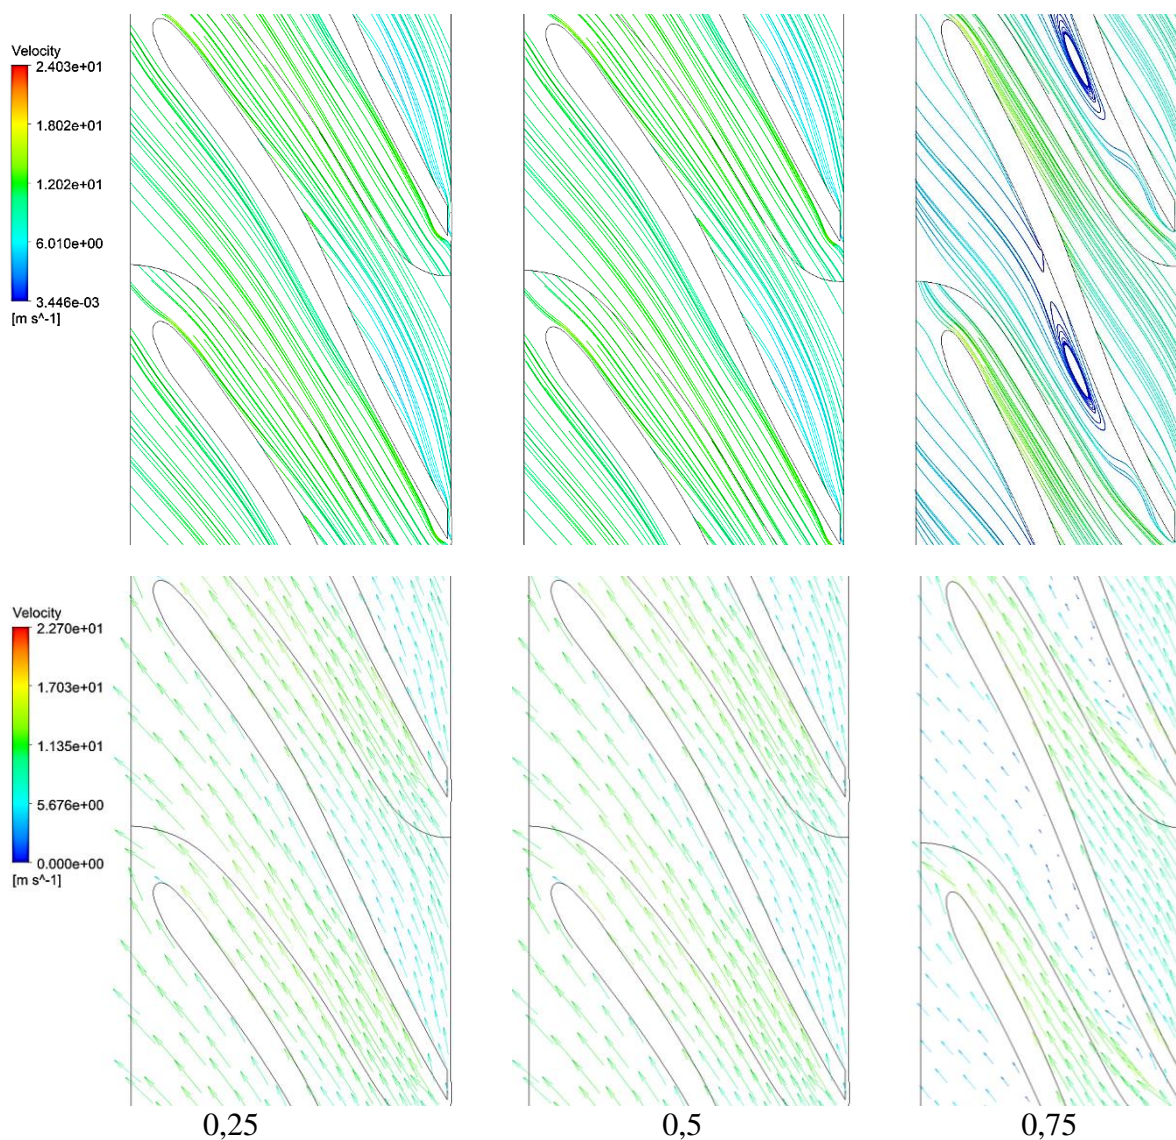 Velocity
2.403e+01
1.802e+01
1.202e+01
6.010e+00
3.446e-03
[m s^-1]
Velocity
2.270e+01
1.703e+01
1.135e+01
5.676e+00
0.000e+00
[m s^-1]
0,25 0,5 0,75